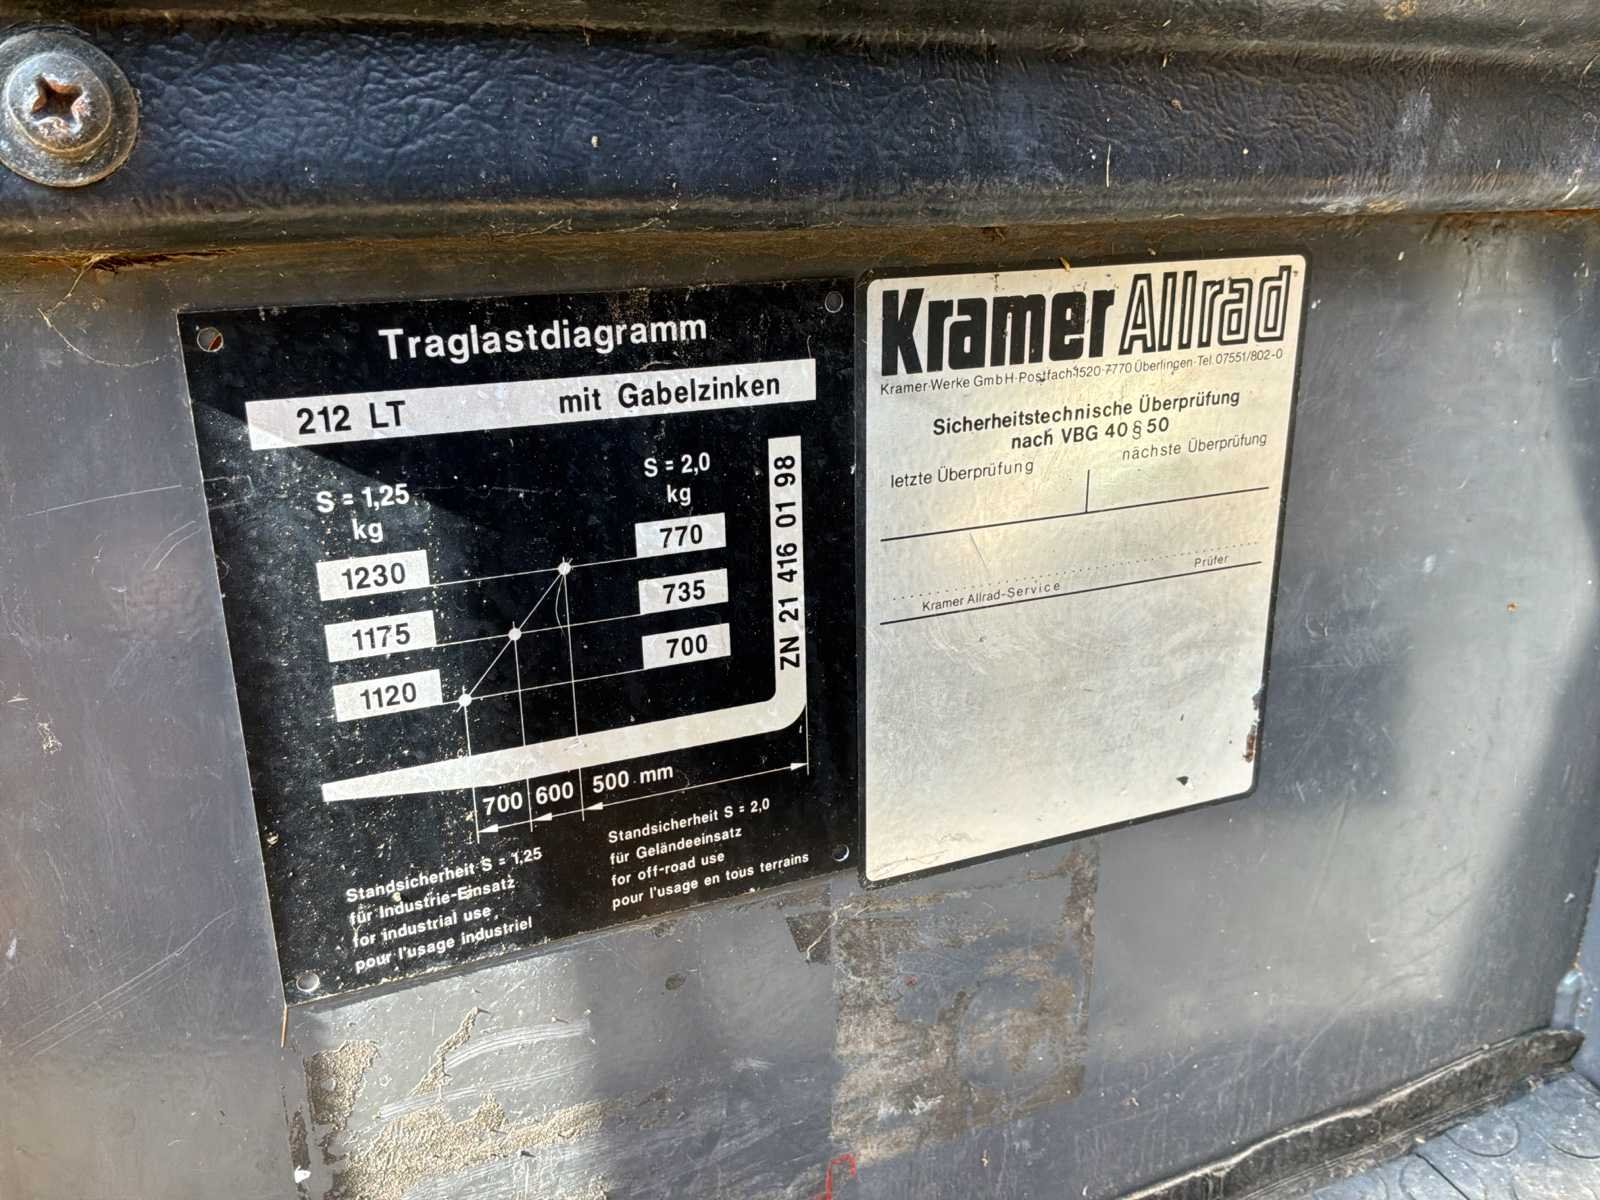 Traglastdiagramm
212 LT mit Gabelzinken
S = 1,25
kg
S = 2,0
kg
1230
770
1175
735
1120
700
ZN 21 416 01 98
700 600 500 mm
Standsicherheit S = 1,25
für Industrie-Einsatz
for industrial use
pour l'usage industriel
Standsicherheit S = 2,0
für Geländeeinsatz
for off-road use
pour l'usage en tous terrains
Kramer Allrad
Kramer-Werke GmbH·Postfach 1520·7770 Überlingen·Tel. 07551/802-0
Sicherheitstechnische Überprüfung
nach VBG 40 § 50
letzte Überprüfung nächste Überprüfung
Prüfer
Kramer Allrad-Service